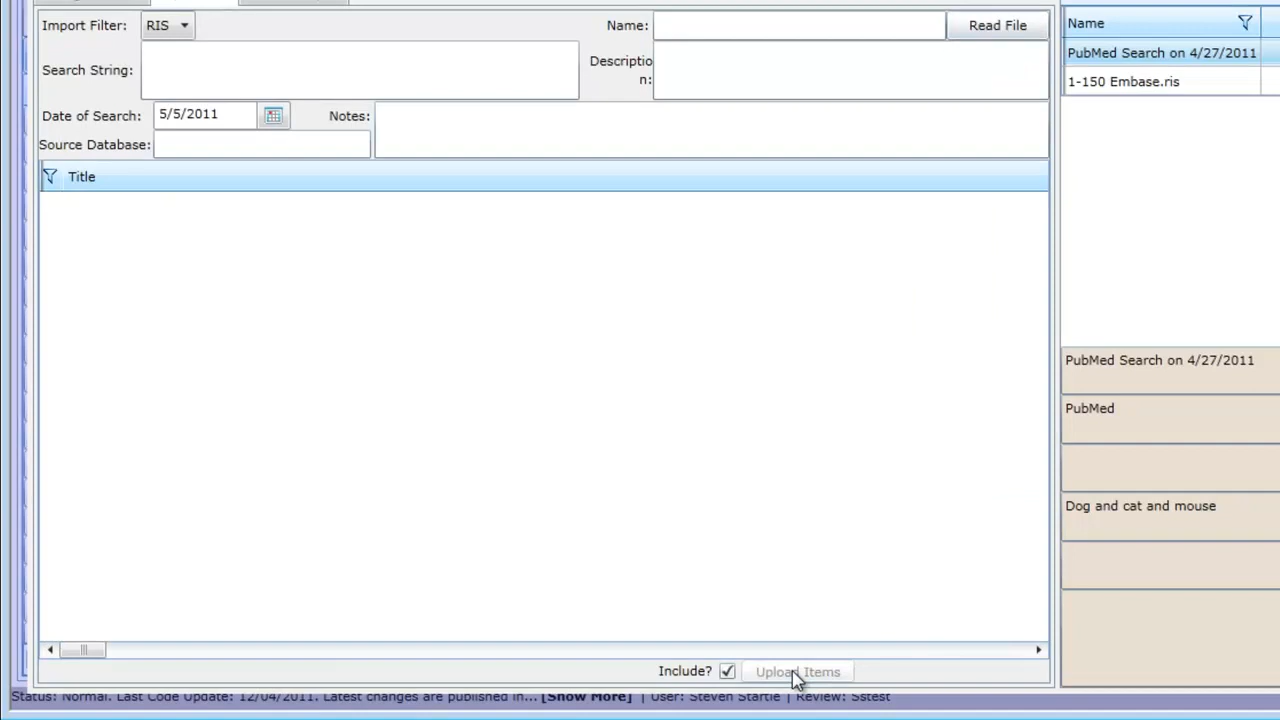 Import Filter: RIS Name: Read File
Search String: Descriptio
n:
Date of Search: 5/5/2011 Notes:
Source Database:
Title
Include? Upload Items
Name
PubMed Search on 4/27/2011
1-150 Embase.ris
PubMed Search on 4/27/2011
PubMed
Dog and cat and mouse
Status: Normal. Last Code Update: 12/04/2011. Latest changes are published in... [Show More] | User: Steven Startle | Review: Sstest